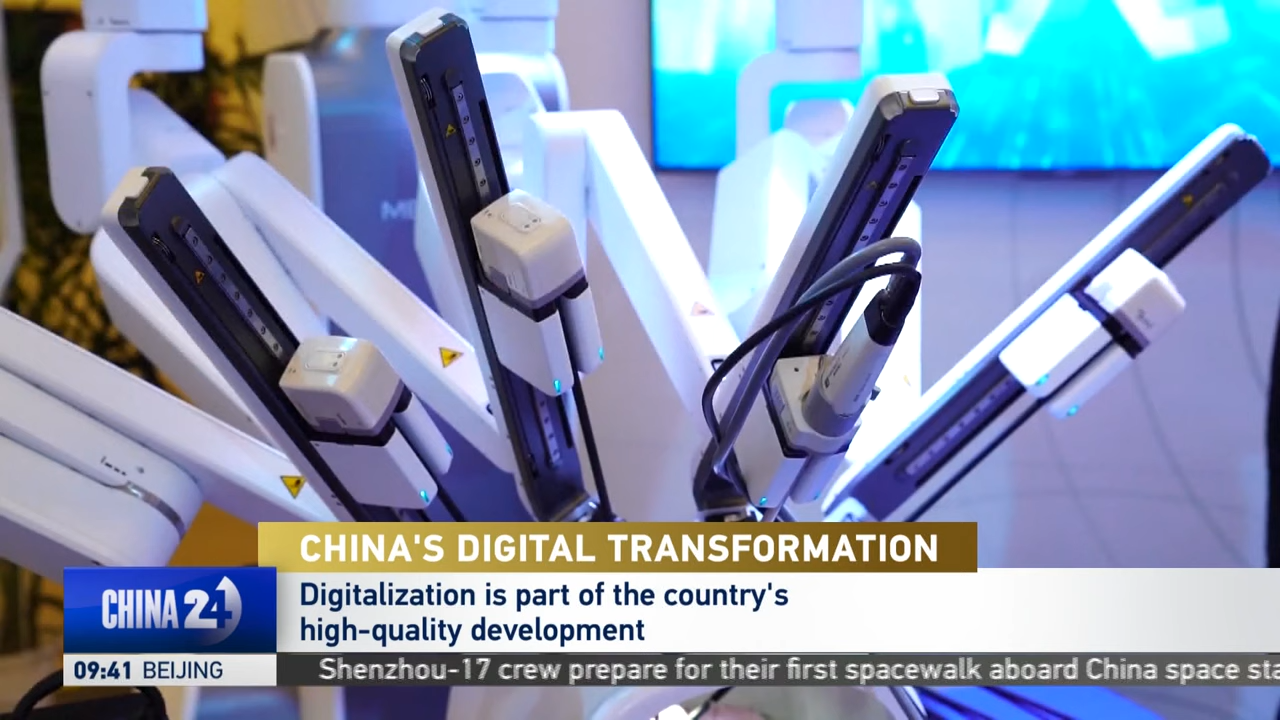 CHINA'S DIGITAL TRANSFORMATION
Digitalization is part of the country's
high-quality development
CHINA 24
09:41 BEIJING
Shenzhou-17 crew prepare for their first spacewalk aboard China space sta